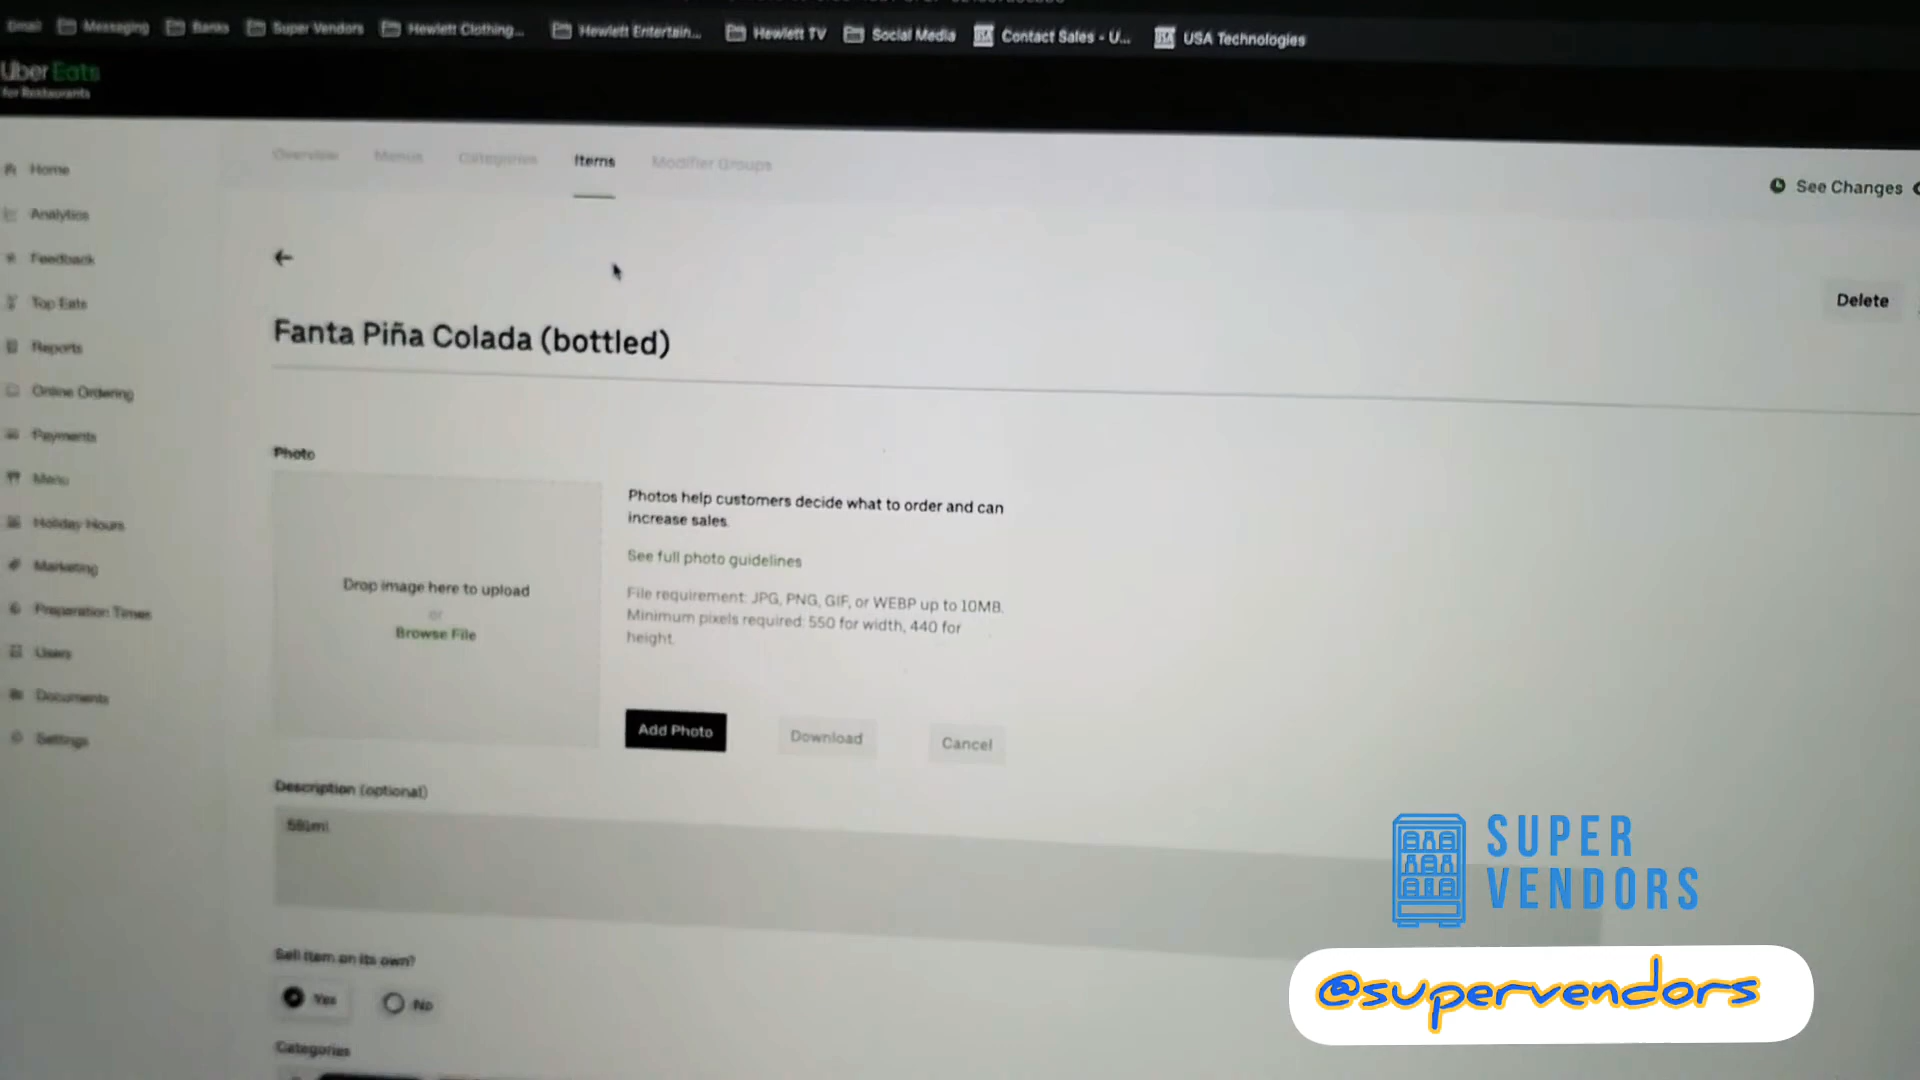 Gmail Messaging Banks Super Vendors Hewlett Clothing... Hewlett Entertain... Hewlett TV Social Media Contact Sales - U... USA Technologies
Uber Eats
for Restaurants
Overview Menus Categories Items Modifier Groups
See Changes
Home
Analytics
Feedback
Top Eats
Reports
Online Ordering
Payments
Menu
Holiday Hours
Marketing
Preparation Times
Users
Documents
Settings
Delete
Fanta Piña Colada (bottled)
Photo
Drop image here to upload
or
Browse File
Photos help customers decide what to order and can
increase sales.
See full photo guidelines
File requirement: JPG, PNG, GIF, or WEBP up to 10MB.
Minimum pixels required: 550 for width, 440 for
height.
Add Photo Download Cancel
Description (optional)
Sell item on its own?
Yes No
Categories
SUPER
VENDORS
@supervendors